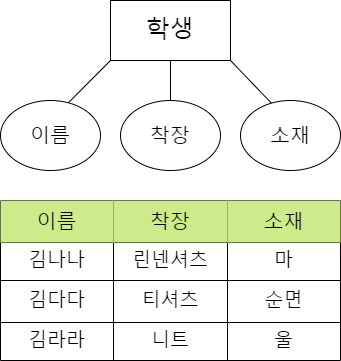 학생
이름 착장 소재
이름 착장 소재
김나나 린넨셔츠 마
김다다 티셔츠 순면
김라라 니트 울